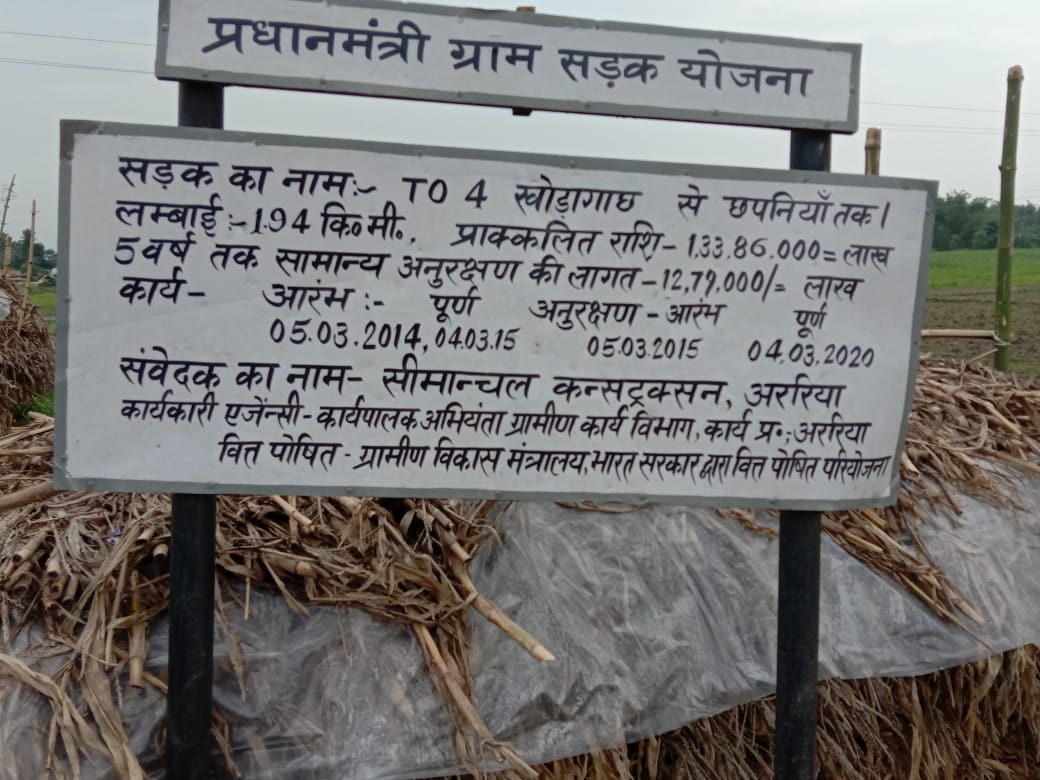 प्रधानमंत्री ग्राम सड़क योजना
सड़क का नाम:- TO 4 खोड़ागाछ से छपनियाँ तक।
लम्बाई:-1.94 कि०मी०, प्राक्कलित राशि-1,33,86,000= लाख
5 वर्ष तक सामान्य अनुरक्षण की लागत-12,79,000/= लाख
कार्य- आरंभ:- पूर्ण अनुरक्षण - आरंभ पूर्ण
05.03.2014, 04.03.15 05.03.2015 04.03.2020
संवेदक का नाम- सीमान्चल कन्सट्रक्सन, अररिया
कार्यकारी एजेंन्सी-कार्यपालक अभियंता ग्रामीण कार्य विभाग, कार्य प्र०:,अररिया
वित्त पोषित - ग्रामीण विकास मंत्रालय,भारत सरकार द्वारा वित्त पोषित परियोजना